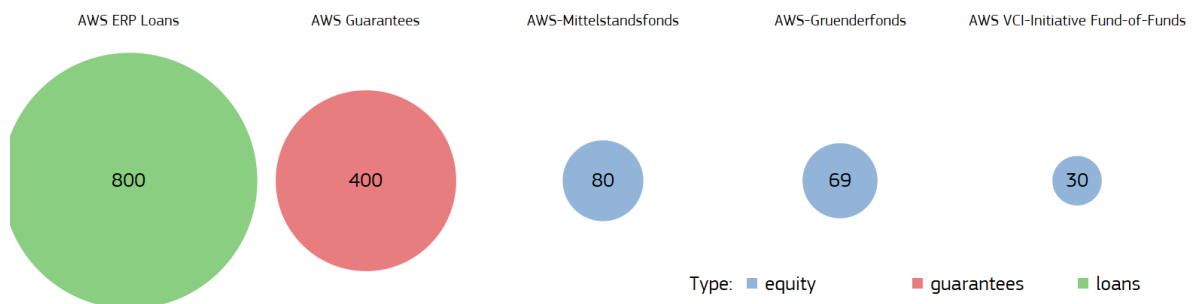 AWS ERP Loans
AWS Guarantees
AWS-Mittelstandsfonds
AWS-Gruenderfonds
AWS VCI-Initiative Fund-of-Funds
800
400
80
69
30
Type: equity guarantees loans